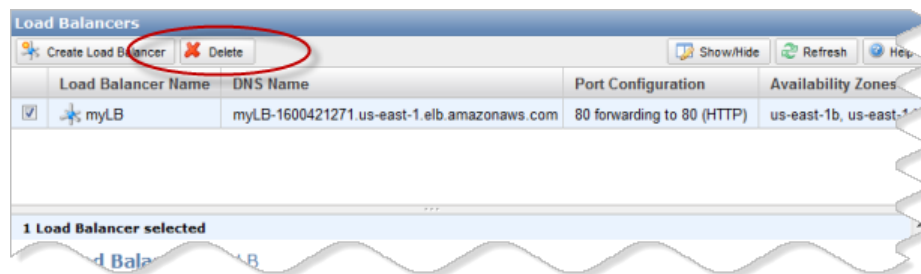 Load Balancers
Create Load Balancer Delete Show/Hide Refresh Help
Load Balancer Name DNS Name Port Configuration Availability Zones
myLB myLB-1600421271.us-east-1.elb.amazonaws.com 80 forwarding to 80 (HTTP) us-east-1b, us-east-1
1 Load Balancer selected